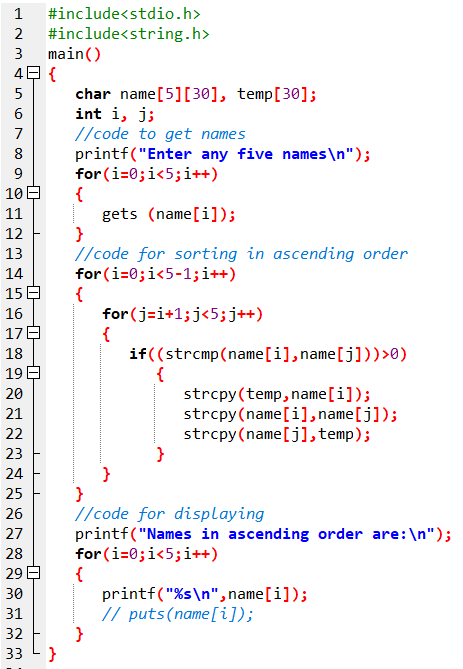 1 #include<stdio.h>
2 #include<string.h>
3 main()
4 {
5 char name[5][30], temp[30];
6 int i, j;
7 //code to get names
8 printf("Enter any five names\n");
9 for(i=0;i<5;i++)
10 {
11 gets (name[i]);
12 }
13 //code for sorting in ascending order
14 for(i=0;i<5-1;i++)
15 {
16 for(j=i+1;j<5;j++)
17 {
18 if((strcmp(name[i],name[j]))>0)
19 {
20 strcpy(temp,name[i]);
21 strcpy(name[i],name[j]);
22 strcpy(name[j],temp);
23 }
24 }
25 }
26 //code for displaying
27 printf("Names in ascending order are:\n");
28 for(i=0;i<5;i++)
29 {
30 printf("%s\n",name[i]);
31 // puts(name[i]);
32 }
33 }